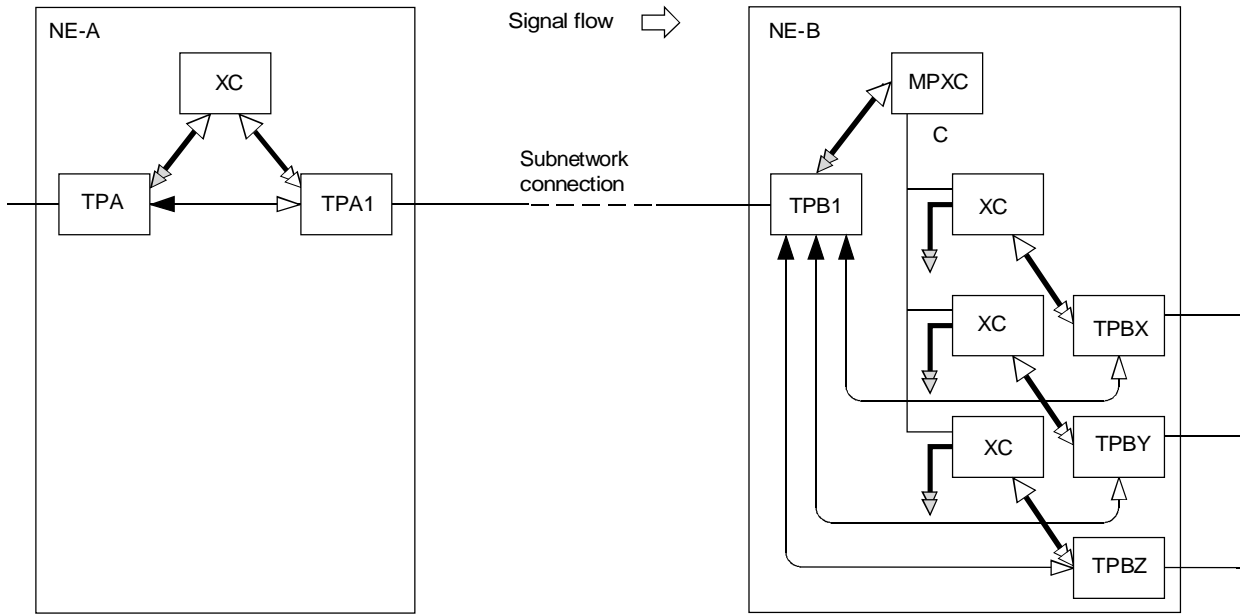 Signal flow
NE-A
NE-B
XC
MPXC
C
Subnetwork
connection
TPA
TPA1
TPB1
XC
XC
TPBX
XC
TPBY
TPBZ